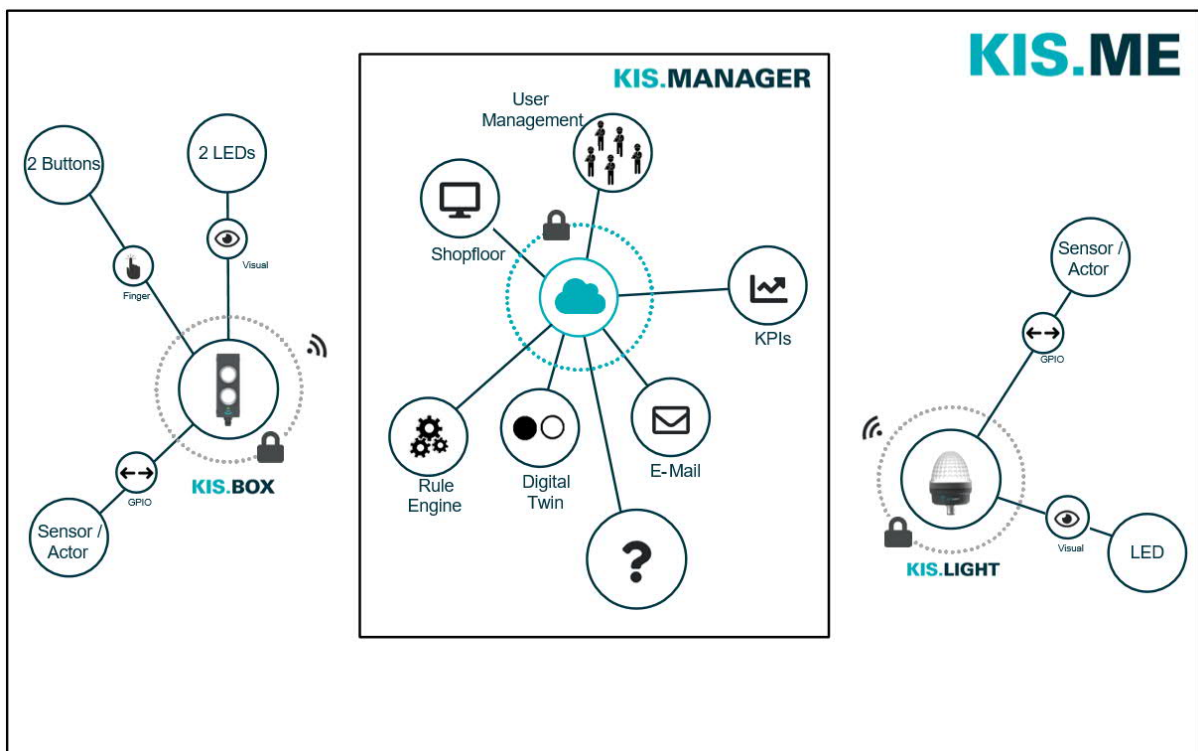 KIS.ME
KIS.MANAGER
User
Management
Shopfloor
KPIs
E-Mail
Digital
Twin
Rule
Engine
?
2 Buttons
2 LEDs
Finger
Visual
GPIO
Sensor /
Actor
KIS.BOX
Sensor /
Actor
GPIO
Visual
LED
KIS.LIGHT